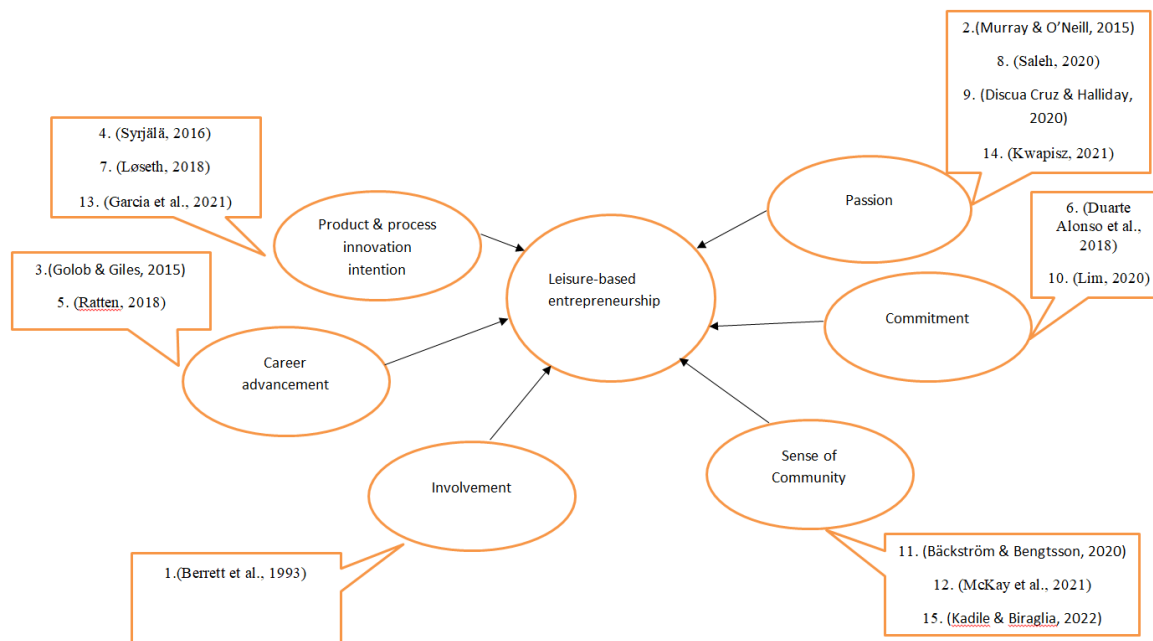 2.(Murray & O'Neill, 2015)
8. (Saleh, 2020)
9. (Discua Cruz & Halliday,
2020)
14. (Kwapisz, 2021)
4. (Syrjälä, 2016)
7. (Løseth, 2018)
13. (Garcia et al., 2021)
Product & process
innovation
intention
Passion
6. (Duarte
Alonso et al.,
2018)
10. (Lim, 2020)
3.(Golob & Giles, 2015)
5. (Ratten, 2018)
Leisure-based
entrepreneurship
Commitment
Career
advancement
Involvement
Sense of
Community
1.(Berrett et al., 1993)
11. (Bäckström & Bengtsson, 2020)
12. (McKay et al., 2021)
15. (Kadile & Biraglia, 2022)